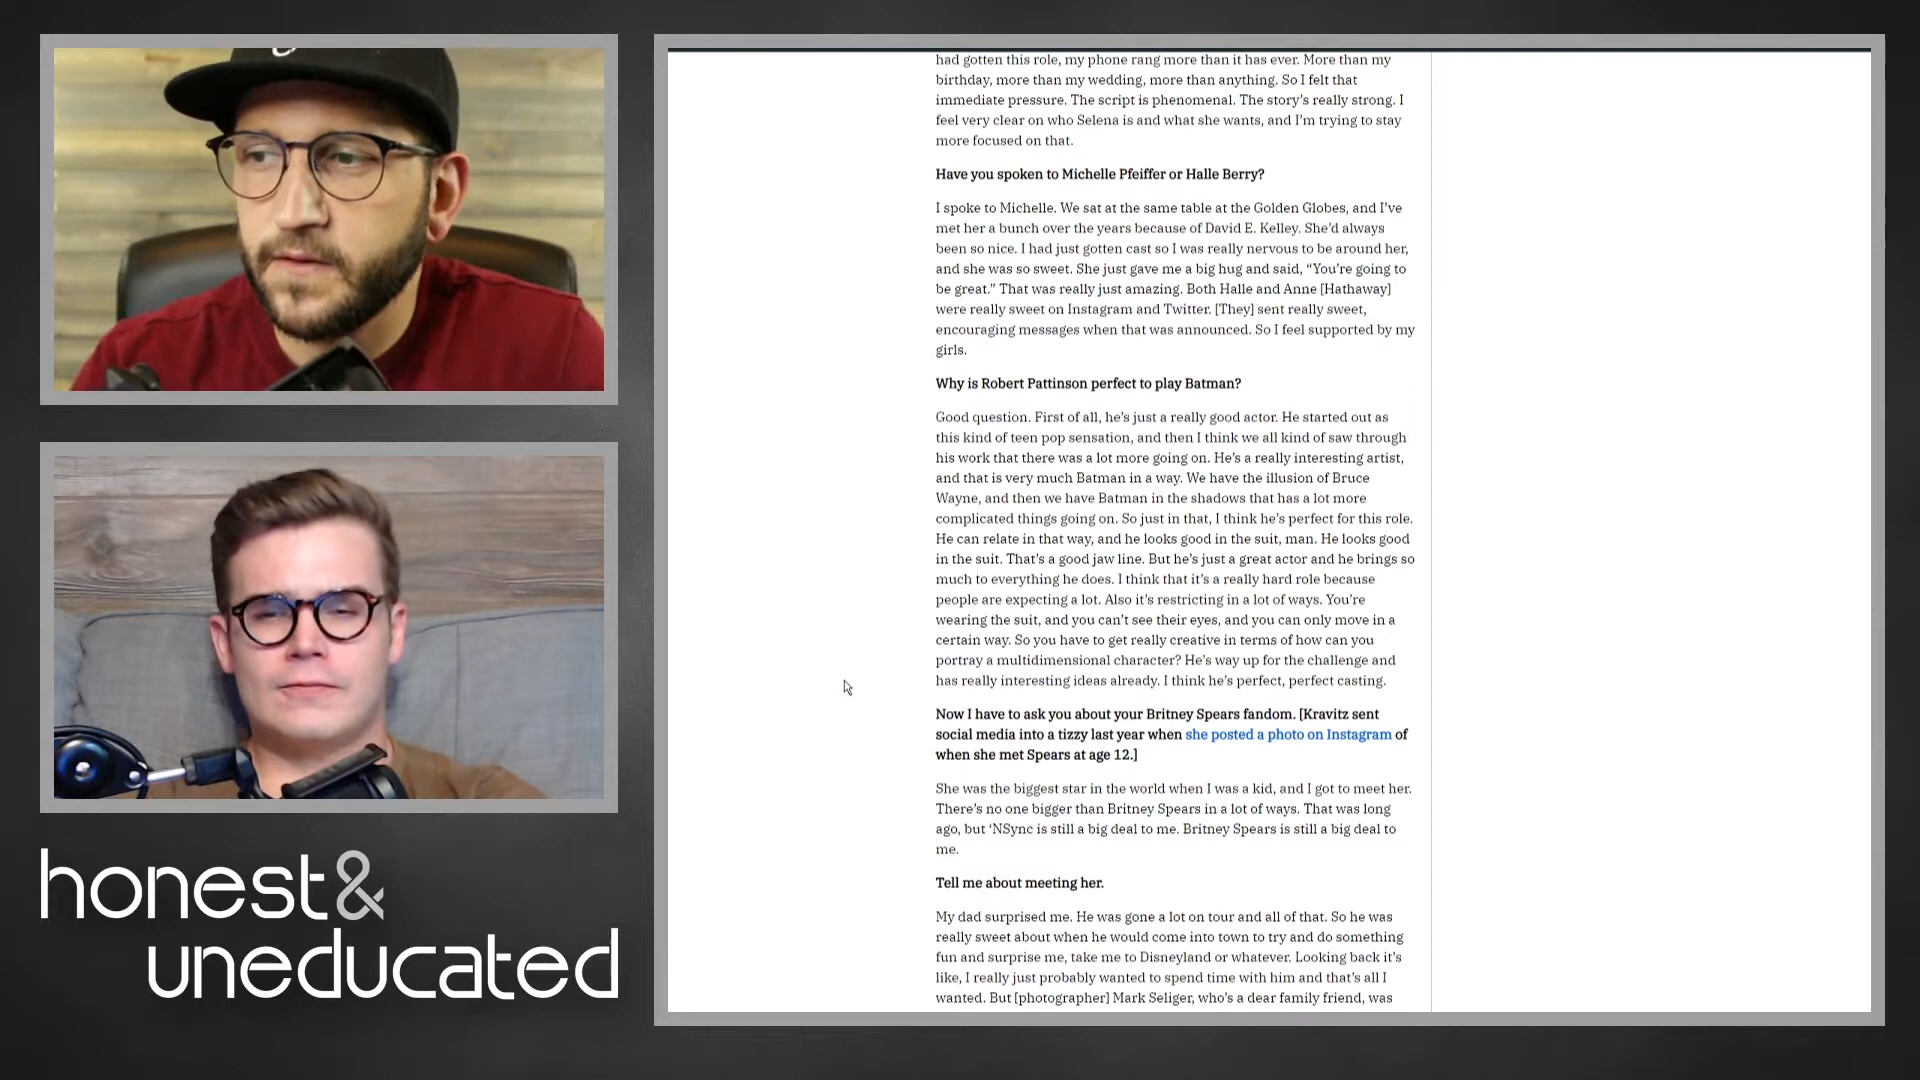 had gotten this role, my phone rang more than it has ever. More than my
birthday, more than my wedding, more than anything. So I felt that
immediate pressure. The script is phenomenal. The story’s really strong. I
feel very clear on who Selena is and what she wants, and I’m trying to stay
more focused on that.
Have you spoken to Michelle Pfeiffer or Halle Berry?
I spoke to Michelle. We sat at the same table at the Golden Globes, and I’ve
met her a bunch over the years because of David E. Kelley. She’d always
been so nice. I had just gotten cast so I was really nervous to be around her,
and she was so sweet. She just gave me a big hug and said, “You’re going to
be great.” That was really just amazing. Both Halle and Anne [Hathaway]
were really sweet on Instagram and Twitter. [They] sent really sweet,
encouraging messages when that was announced. So I feel supported by my
girls.
Why is Robert Pattinson perfect to play Batman?
Good question. First of all, he’s just a really good actor. He started out as
this kind of teen pop sensation, and then I think we all kind of saw through
his work that there was a lot more going on. He’s a really interesting artist,
and that is very much Batman in a way. We have the illusion of Bruce
Wayne, and then we have Batman in the shadows that has a lot more
complicated things going on. So just in that, I think he’s perfect for this role.
He can relate in that way, and he looks good in the suit, man. He looks good
in the suit. That’s a good jaw line. But he’s just a great actor and he brings so
much to everything he does. I think that it’s a really hard role because
people are expecting a lot. Also it’s restricting in a lot of ways. You’re
wearing the suit, and you can’t see their eyes, and you can only move in a
certain way. So you have to get really creative in terms of how can you
portray a multidimensional character? He’s way up for the challenge and
has really interesting ideas already. I think he’s perfect, perfect casting.
Now I have to ask you about your Britney Spears fandom. [Kravitz sent
social media into a tizzy last year when she posted a photo on Instagram of
when she met Spears at age 12.]
She was the biggest star in the world when I was a kid, and I got to meet her.
There’s no one bigger than Britney Spears in a lot of ways. That was long
ago, but ‘NSync is still a big deal to me. Britney Spears is still a big deal to
me.
Tell me about meeting her.
My dad surprised me. He was gone a lot on tour and all of that. So he was
really sweet about when he would come into town to try and do something
fun and surprise me, take me to Disneyland or whatever. Looking back it’s
like, I really just probably wanted to spend time with him and that’s all I
wanted. But [photographer] Mark Seliger, who’s a dear family friend, was
honest&
uneducated